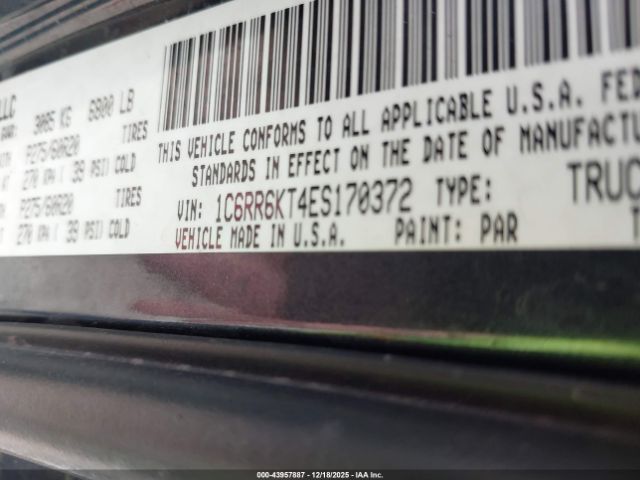 LLC
3085 KG 6800 LB
TIRES
P275/60R20
270 KPA ( 39 PSI) COLD
TIRES
P275/60R20
270 KPA ( 39 PSI) COLD
THIS VEHICLE CONFORMS TO ALL APPLICABLE U.S.A. FED
STANDARDS IN EFFECT ON THE DATE OF MANUFACTU
VIN: 1C6RR6KT4ES170372 TYPE: TRUC
VEHICLE MADE IN U.S.A. PAINT: PAR
000-43957887 - 12/18/2025 - IAA Inc.